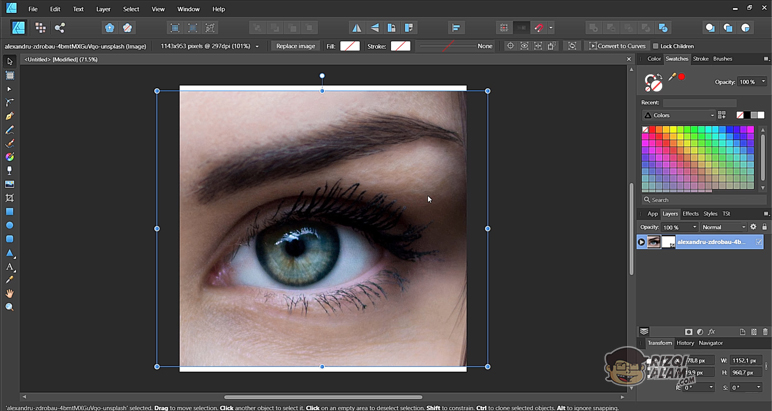 File Edit Text Layer Select View Window Help
alexandru-zdrobau-4bmtMXGuVqo-unsplash (Image) 1143x953 px at 297dpi (101%) Replace image Fill: Stroke: None Convert to Curves Lock Children
<Untitled> [Modified] (71.5%)
Color Swatches Stroke Brushes
Opacity: 100 %
Recent:
Colors
Search
App Layers Effects Styles TSt
Opacity: 100 % Normal
alexandru-zdrobau-4b...
Transform History Navigator
78,8 px W: 1152,1 px
9,9 px H: 960,7 px
R: 0 ° S: 0 °
RIZQI
ALAM
.COM
'alexandru-zdrobau-4bmtMXGuVqo-unsplash' selected. Drag to move selection. Click another object to select it. Click on an empty area to deselect selection. Shift to constrain. Ctrl to clone selected objects. Alt to ignore snapping.